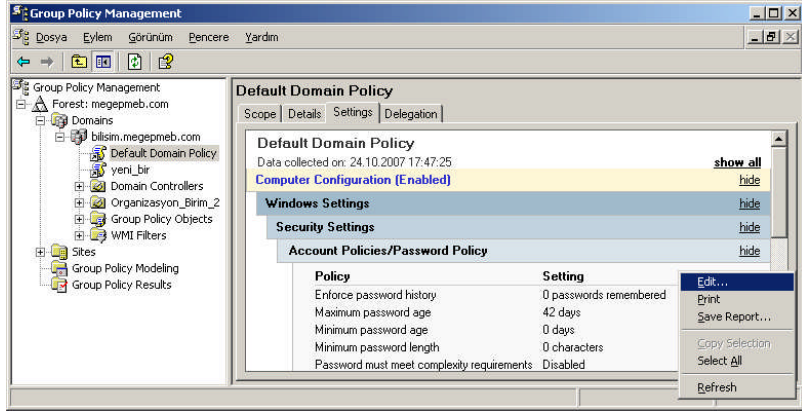 Group Policy Management
Dosya Eylem Görünüm Pencere Yardım
Group Policy Management
Forest: megepmeb.com
Domains
bilisim.megepmeb.com
Default Domain Policy
yeni_bir
Domain Controllers
Organizasyon_Birim_2
Group Policy Objects
WMI Filters
Sites
Group Policy Modeling
Group Policy Results
Default Domain Policy
Scope Details Settings Delegation
Default Domain Policy
Data collected on: 24.10.2007 17:47:25 show all
Computer Configuration (Enabled) hide
Windows Settings hide
Security Settings hide
Account Policies/Password Policy hide
Policy Setting
Enforce password history 0 passwords remembered
Maximum password age 42 days
Minimum password age 0 days
Minimum password length 0 characters
Password must meet complexity requirements Disabled
Edit...
Print
Save Report...
Copy Selection
Select All
Refresh